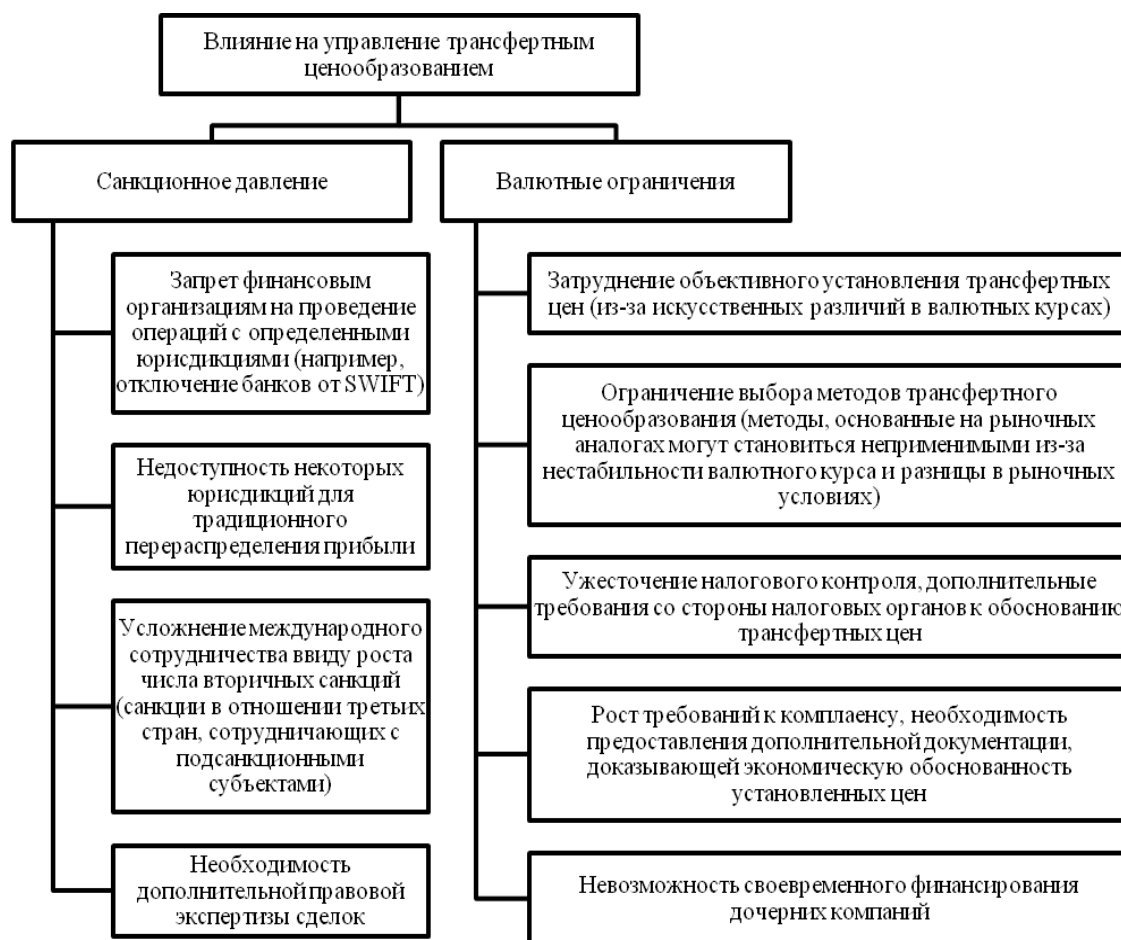 Влияние на управление трансфертным
ценообразованием
Санкционное давление
Запрет финансовым
организациям на проведение
операций с определенными
юрисдикциями (например,
отключение банков от SWIFT)
Недоступность некоторых
юрисдикций для
традиционного
перераспределения прибыли
Усложнение международного
сотрудничества ввиду роста
числа вторичных санкций
(санкции в отношении третьих
стран, сотрудничающих с
подсанкционными
субъектами)
Необходимость
дополнительной правовой
экспертизы сделок
Валютные ограничения
Затруднение объективного установления трансфертных
цен (из-за искусственных различий в валютных курсах)
Ограничение выбора методов трансфертного
ценообразования (методы, основанные на рыночных
аналогах могут становиться неприменимыми из-за
нестабильности валютного курса и разницы в рыночных
условиях)
Ужесточение налогового контроля, дополнительные
требования со стороны налоговых органов к обоснованию
трансфертных цен
Рост требований к комплаенсу, необходимость
предоставления дополнительной документации,
доказывающей экономическую обоснованность
установленных цен
Невозможность своевременного финансирования
дочерних компаний